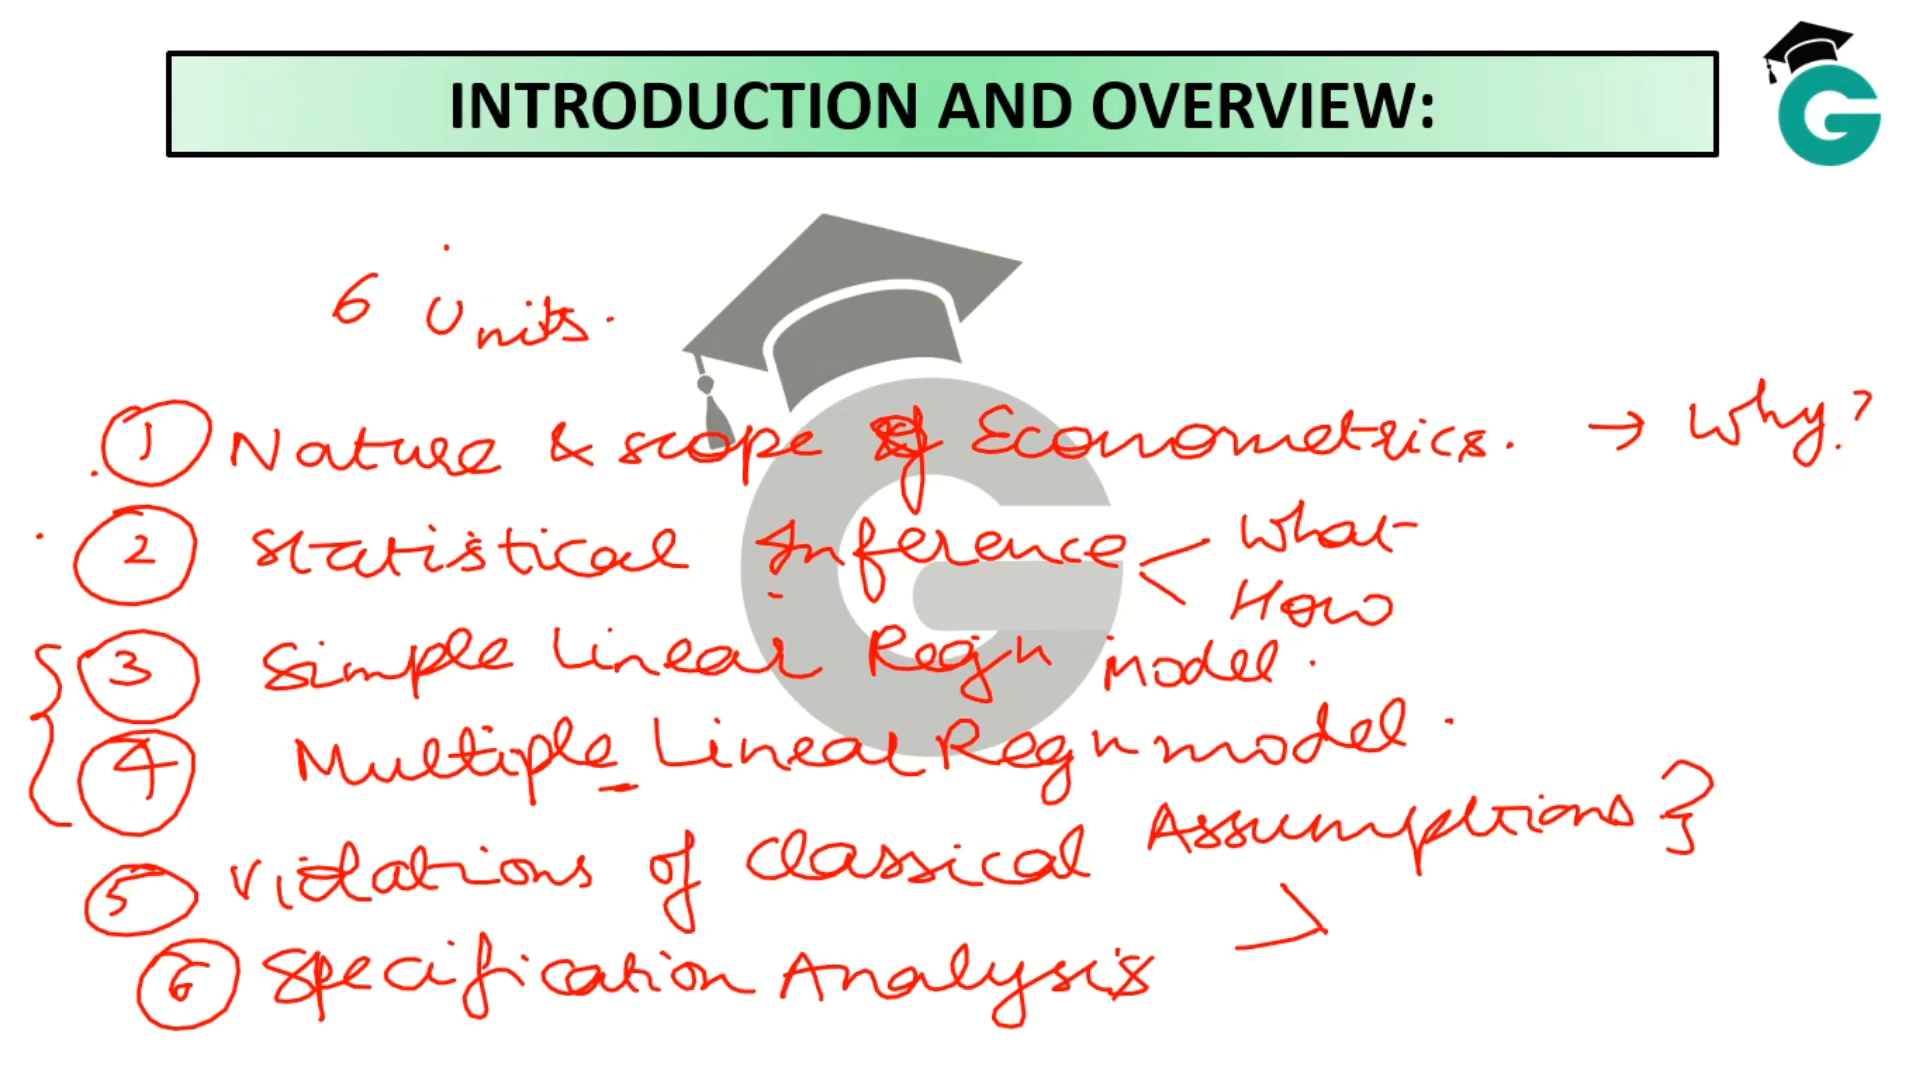 INTRODUCTION AND OVERVIEW:
G
6 Units.
1 Nature & scope of Econometrics. → Why?
2 Statistical Inference < What
How
3 Simple Linear Regn model.
4 Multiple Linear Regn model.
5 Violations of classical Assumptions }
6 Specification Analysis >